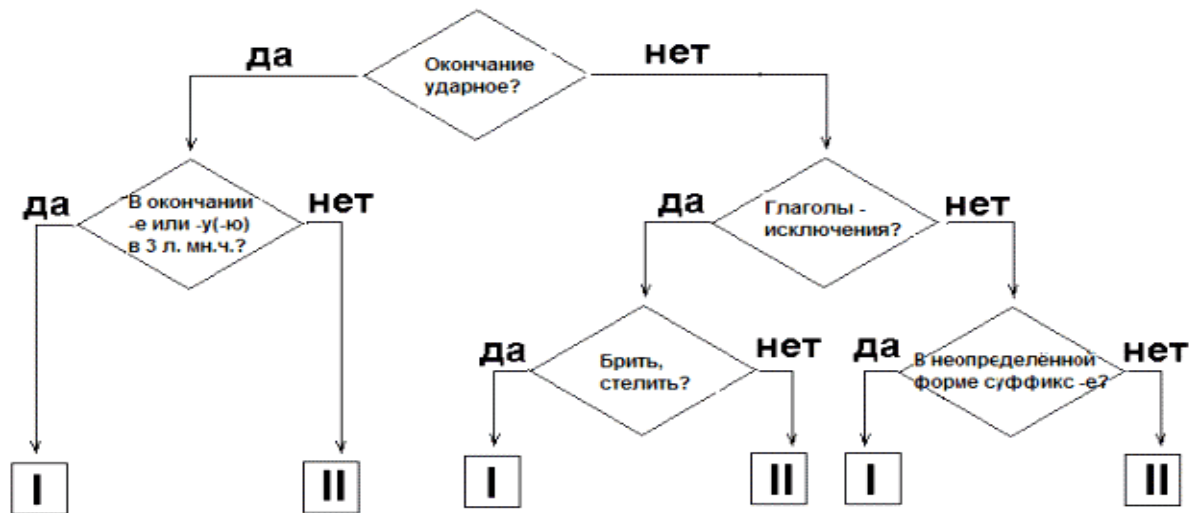 да
Окончание
ударное?
нет
да
В окончании
-е или -у(-ю)
в 3 л. мн.ч.?
нет
да
Глаголы -
исключения?
нет
да
Брить,
стелить?
нет
да
В неопределённой
форме суффикс -е?
нет
I
II
I
II
I
II